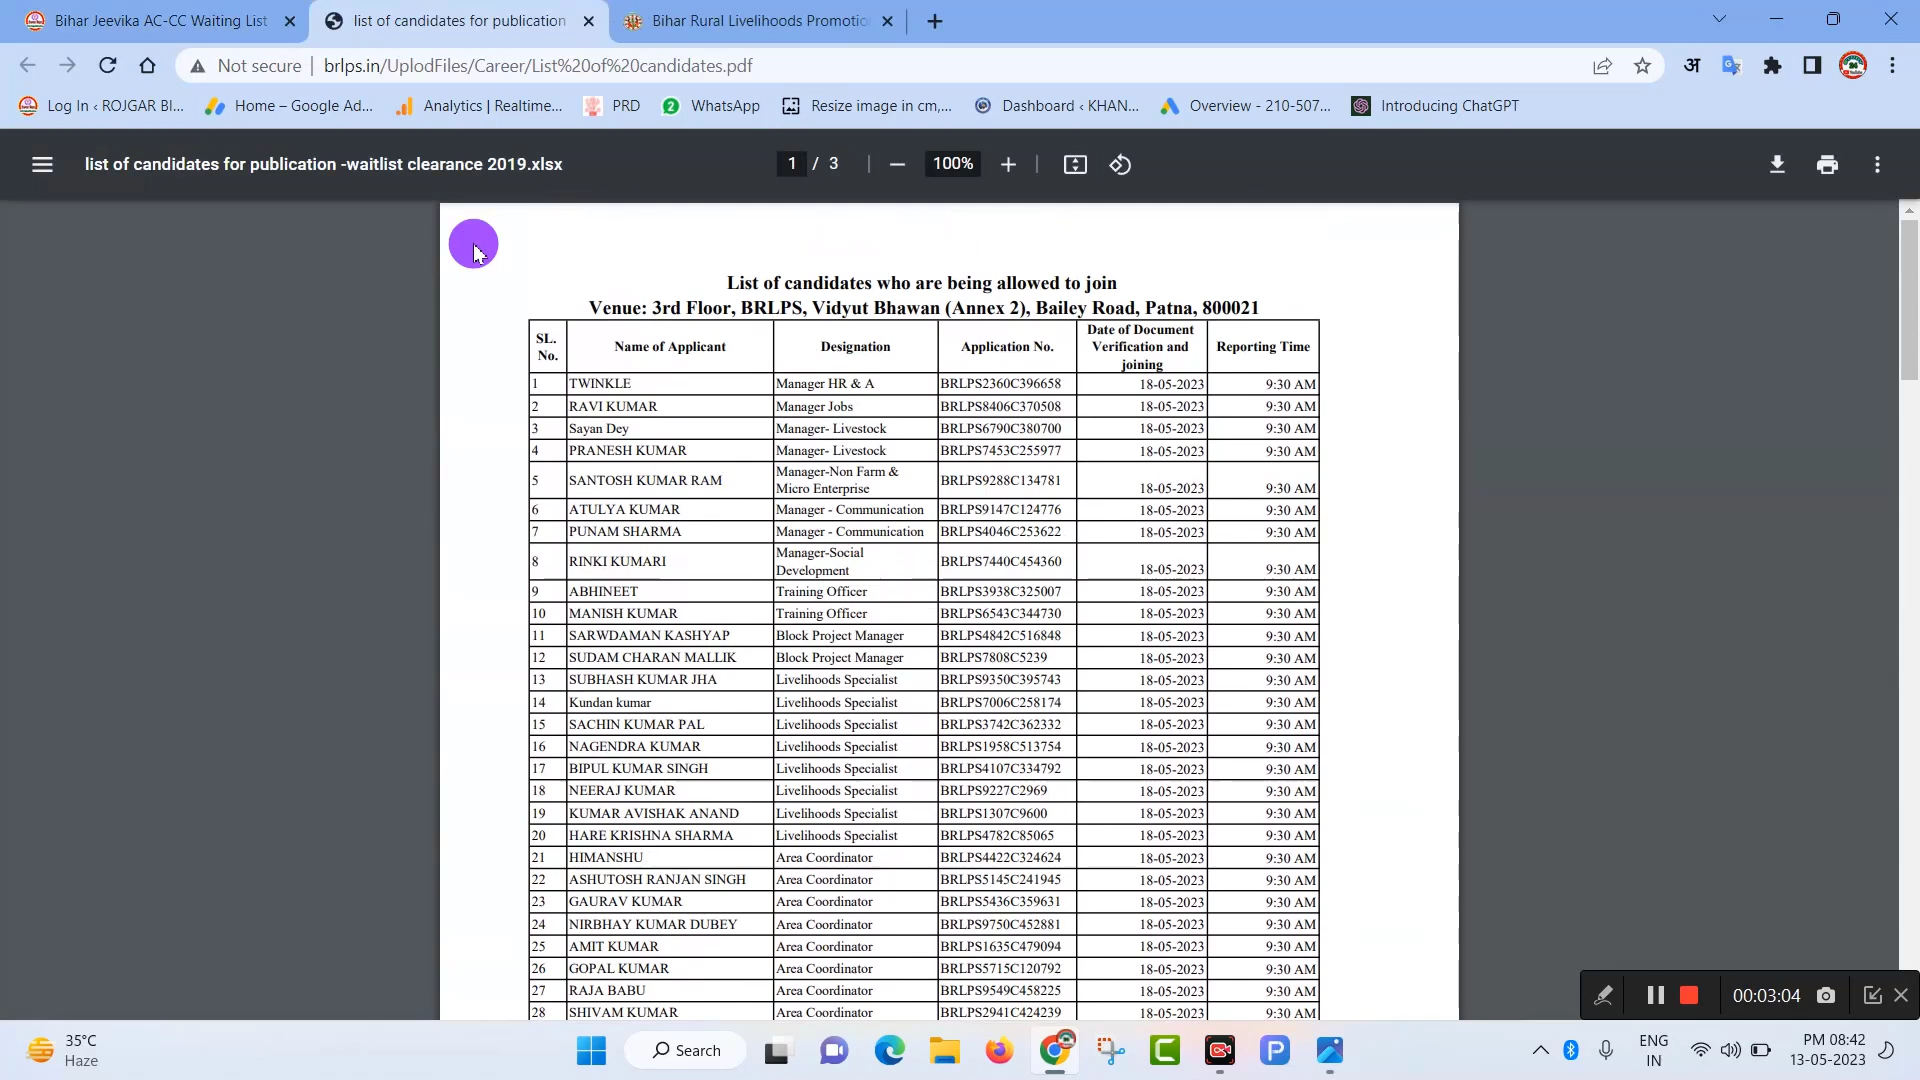 Bihar Jeevika AC-CC Waiting List
list of candidates for publication
Bihar Rural Livelihoods Promotio
Not secure | brlps.in/UplodFiles/Career/List%20of%20candidates.pdf
Log In ‹ ROJGAR BI... Home – Google Ad... Analytics | Realtime... PRD WhatsApp Resize image in cm,... Dashboard ‹ KHAN... Overview - 210-507... Introducing ChatGPT
list of candidates for publication -waitlist clearance 2019.xlsx 1 / 3 100%
List of candidates who are being allowed to join
Venue: 3rd Floor, BRLPS, Vidyut Bhawan (Annex 2), Bailey Road, Patna, 800021
SL. No. Name of Applicant Designation Application No. Date of Document Verification and joining Reporting Time
1 TWINKLE Manager HR & A BRLPS2360C396658 18-05-2023 9:30 AM
2 RAVI KUMAR Manager Jobs BRLPS8406C370508 18-05-2023 9:30 AM
3 Sayan Dey Manager- Livestock BRLPS6790C380700 18-05-2023 9:30 AM
4 PRANESH KUMAR Manager- Livestock BRLPS7453C255977 18-05-2023 9:30 AM
5 SANTOSH KUMAR RAM Manager-Non Farm & Micro Enterprise BRLPS9288C134781 18-05-2023 9:30 AM
6 ATULYA KUMAR Manager - Communication BRLPS9147C124776 18-05-2023 9:30 AM
7 PUNAM SHARMA Manager - Communication BRLPS4046C253622 18-05-2023 9:30 AM
8 RINKI KUMARI Manager-Social Development BRLPS7440C454360 18-05-2023 9:30 AM
9 ABHINEET Training Officer BRLPS3938C325007 18-05-2023 9:30 AM
10 MANISH KUMAR Training Officer BRLPS6543C344730 18-05-2023 9:30 AM
11 SARWDAMAN KASHYAP Block Project Manager BRLPS4842C516848 18-05-2023 9:30 AM
12 SUDAM CHARAN MALLIK Block Project Manager BRLPS7808C5239 18-05-2023 9:30 AM
13 SUBHASH KUMAR JHA Livelihoods Specialist BRLPS9350C395743 18-05-2023 9:30 AM
14 Kundan kumar Livelihoods Specialist BRLPS7006C258174 18-05-2023 9:30 AM
15 SACHIN KUMAR PAL Livelihoods Specialist BRLPS3742C362332 18-05-2023 9:30 AM
16 NAGENDRA KUMAR Livelihoods Specialist BRLPS1958C513754 18-05-2023 9:30 AM
17 BIPUL KUMAR SINGH Livelihoods Specialist BRLPS4107C334792 18-05-2023 9:30 AM
18 NEERAJ KUMAR Livelihoods Specialist BRLPS9227C2969 18-05-2023 9:30 AM
19 KUMAR AVISHAK ANAND Livelihoods Specialist BRLPS1307C9600 18-05-2023 9:30 AM
20 HARE KRISHNA SHARMA Livelihoods Specialist BRLPS4782C85065 18-05-2023 9:30 AM
21 HIMANSHU Area Coordinator BRLPS4422C324624 18-05-2023 9:30 AM
22 ASHUTOSH RANJAN SINGH Area Coordinator BRLPS5145C241945 18-05-2023 9:30 AM
23 GAURAV KUMAR Area Coordinator BRLPS5436C359631 18-05-2023 9:30 AM
24 NIRBHAY KUMAR DUBEY Area Coordinator BRLPS9750C452881 18-05-2023 9:30 AM
25 AMIT KUMAR Area Coordinator BRLPS1635C479094 18-05-2023 9:30 AM
26 GOPAL KUMAR Area Coordinator BRLPS5715C120792 18-05-2023 9:30 AM
27 RAJA BABU Area Coordinator BRLPS9549C458225 18-05-2023 9:30 AM
28 SHIVAM KUMAR Area Coordinator BRLPS2941C424239 18-05-2023 9:30 AM
00:03:04
35°C
Haze
Search
ENG
IN
PM 08:42
13-05-2023